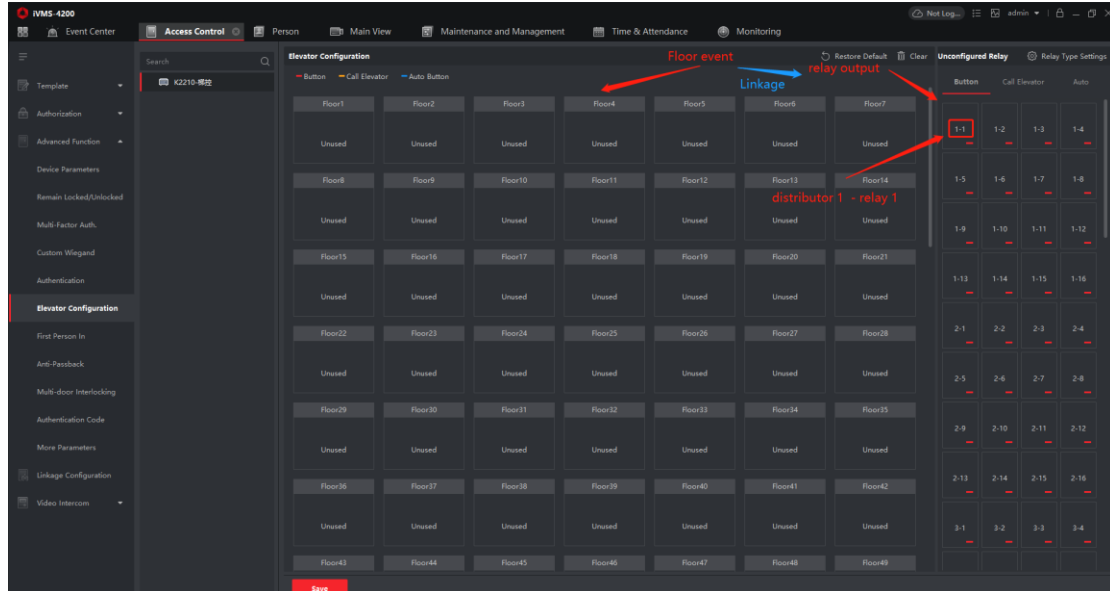 iVMS-4200
Not Log...
admin
Event Center
Access Control
Person
Main View
Maintenance and Management
Time & Attendance
Monitoring
Template
Authorization
Advanced Function
Device Parameters
Remain Locked/Unlocked
Multi-Factor Auth.
Custom Wiegand
Authentication
Elevator Configuration
First Person In
Anti-Passback
Multi-door Interlocking
Authentication Code
More Parameters
Linkage Configuration
Video Intercom
Search
K2210-梯控
Elevator Configuration
Restore Default
Clear
Button
Call Elevator
Auto Button
Floor event
relay output
Linkage
distributor 1 - relay 1
Floor1 Floor2 Floor3 Floor4 Floor5 Floor6 Floor7
Unused Unused Unused Unused Unused Unused Unused
Floor8 Floor9 Floor10 Floor11 Floor12 Floor13 Floor14
Unused Unused Unused Unused Unused Unused Unused
Floor15 Floor16 Floor17 Floor18 Floor19 Floor20 Floor21
Unused Unused Unused Unused Unused Unused Unused
Floor22 Floor23 Floor24 Floor25 Floor26 Floor27 Floor28
Unused Unused Unused Unused Unused Unused Unused
Floor29 Floor30 Floor31 Floor32 Floor33 Floor34 Floor35
Unused Unused Unused Unused Unused Unused Unused
Floor36 Floor37 Floor38 Floor39 Floor40 Floor41 Floor42
Unused Unused Unused Unused Unused Unused Unused
Floor43 Floor44 Floor45 Floor46 Floor47 Floor48 Floor49
Save
Unconfigured Relay
Relay Type Settings
Button Call Elevator Auto
1-1 1-2 1-3 1-4
1-5 1-6 1-7 1-8
1-9 1-10 1-11 1-12
1-13 1-14 1-15 1-16
2-1 2-2 2-3 2-4
2-5 2-6 2-7 2-8
2-9 2-10 2-11 2-12
2-13 2-14 2-15 2-16
3-1 3-2 3-3 3-4